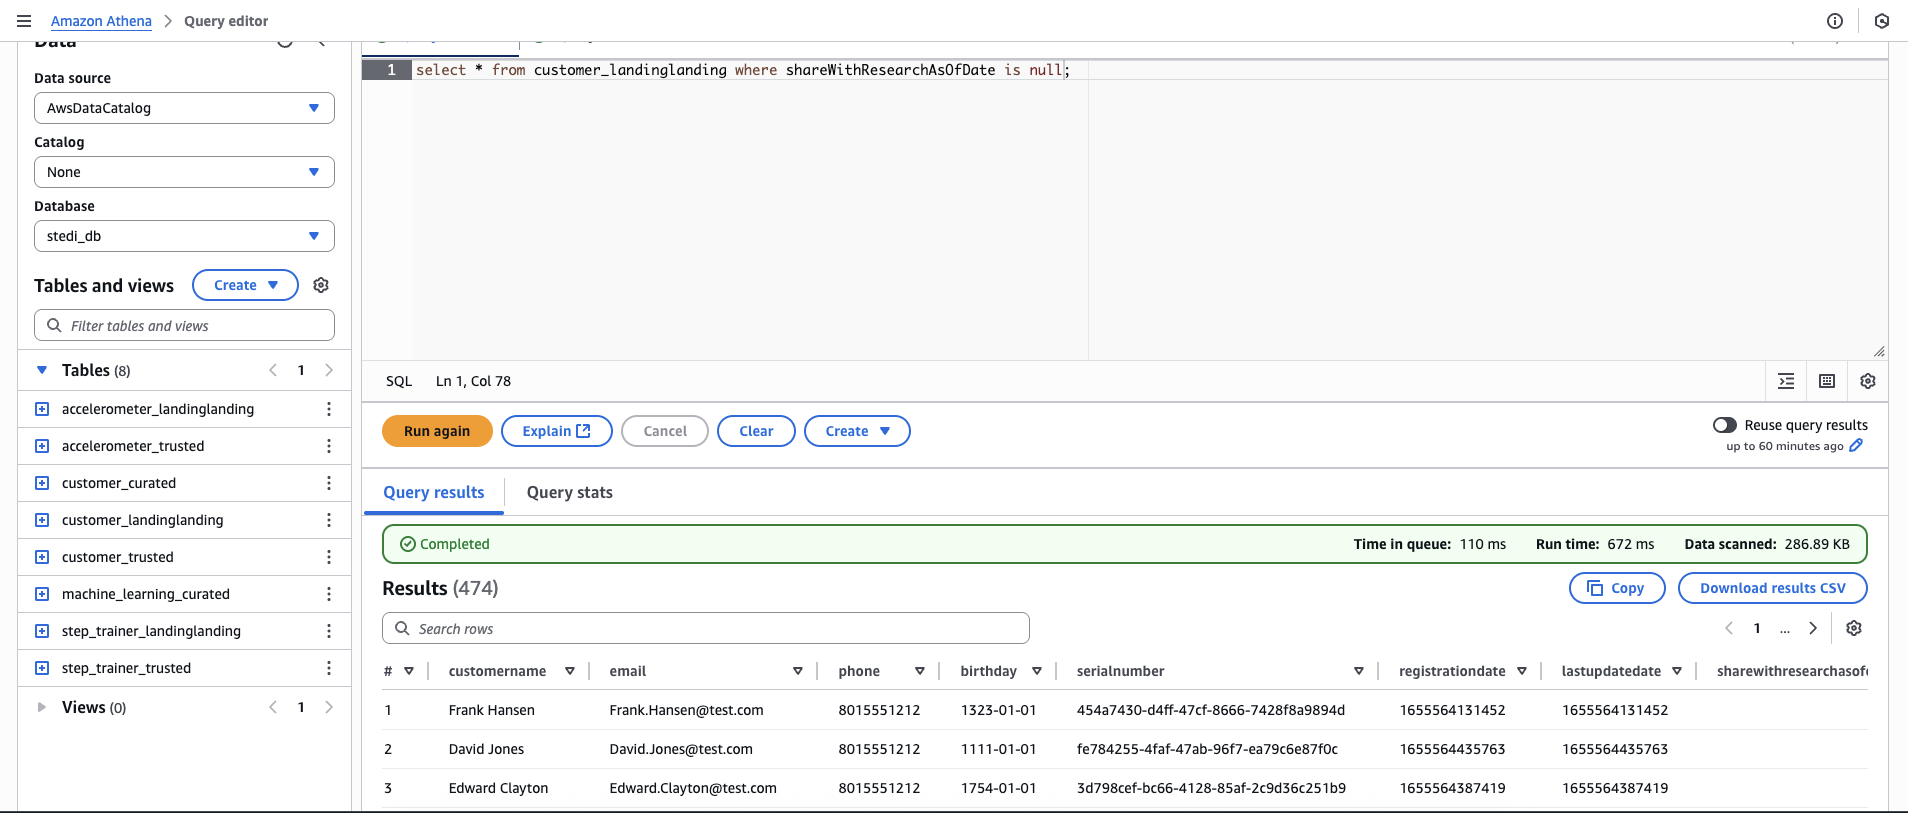 Amazon Athena > Query editor
Data
Data source
AwsDataCatalog
Catalog
None
Database
stedi_db
Tables and views
Create
Filter tables and views
Tables (8)
1
accelerometer_landinglanding
accelerometer_trusted
customer_curated
customer_landinglanding
customer_trusted
machine_learning_curated
step_trainer_landinglanding
step_trainer_trusted
Views (0)
1
1 select * from customer_landinglanding where shareWithResearchAsOfDate is null;
SQL Ln 1, Col 78
Run again Explain Cancel Clear Create
Reuse query results
up to 60 minutes ago
Query results Query stats
Completed Time in queue: 110 ms Run time: 672 ms Data scanned: 286.89 KB
Results (474) Copy Download results CSV
Search rows
1 ...
# customername email phone birthday serialnumber registrationdate lastupdatedate sharewithresearchasof
1 Frank Hansen Frank.Hansen@test.com 8015551212 1323-01-01 454a7430-d4ff-47cf-8666-7428f8a9894d 1655564131452 1655564131452
2 David Jones David.Jones@test.com 8015551212 1111-01-01 fe784255-4faf-47ab-96f7-ea79c6e87f0c 1655564435763 1655564435763
3 Edward Clayton Edward.Clayton@test.com 8015551212 1754-01-01 3d798cef-bc66-4128-85af-2c9d36c251b9 1655564387419 1655564387419